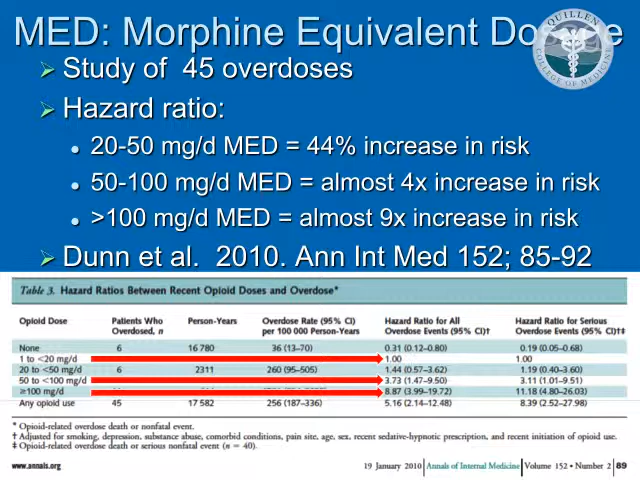 MED: Morphine Equivalent Dosage
QUILLEN
COLLEGE OF MEDICINE
Study of 45 overdoses
Hazard ratio:
20-50 mg/d MED = 44% increase in risk
50-100 mg/d MED = almost 4x increase in risk
>100 mg/d MED = almost 9x increase in risk
Dunn et al. 2010. Ann Int Med 152; 85-92
Table 3. Hazard Ratios Between Recent Opioid Doses and Overdose*
Opioid Dose Patients Who Overdosed, n Person-Years Overdose Rate (95% CI) per 100 000 Person-Years Hazard Ratio for All Overdose Events (95% CI)† Hazard Ratio for Serious Overdose Events (95% CI)†‡
None 6 16 780 36 (13–70) 0.31 (0.12–0.80) 0.19 (0.05–0.68)
1 to <20 mg/d 1.00 1.00
20 to <50 mg/d 6 2311 260 (95–505) 1.44 (0.57–3.62) 1.19 (0.40–3.60)
50 to <100 mg/d 3.73 (1.47–9.50) 3.11 (1.01–9.51)
≥100 mg/d 8.87 (3.99–19.72) 11.18 (4.80–26.03)
Any opioid use 45 17 582 256 (187–336) 5.16 (2.14–12.48) 8.39 (2.52–27.98)
* Opioid-related overdose death or nonfatal event.
† Adjusted for smoking, depression, substance abuse, comorbid conditions, pain site, age, sex, recent sedative-hypnotic prescription, and recent initiation of opioid use.
‡ Opioid-related overdose death or serious nonfatal event (n = 40).
www.annals.org 19 January 2010 Annals of Internal Medicine Volume 152 • Number 2 89